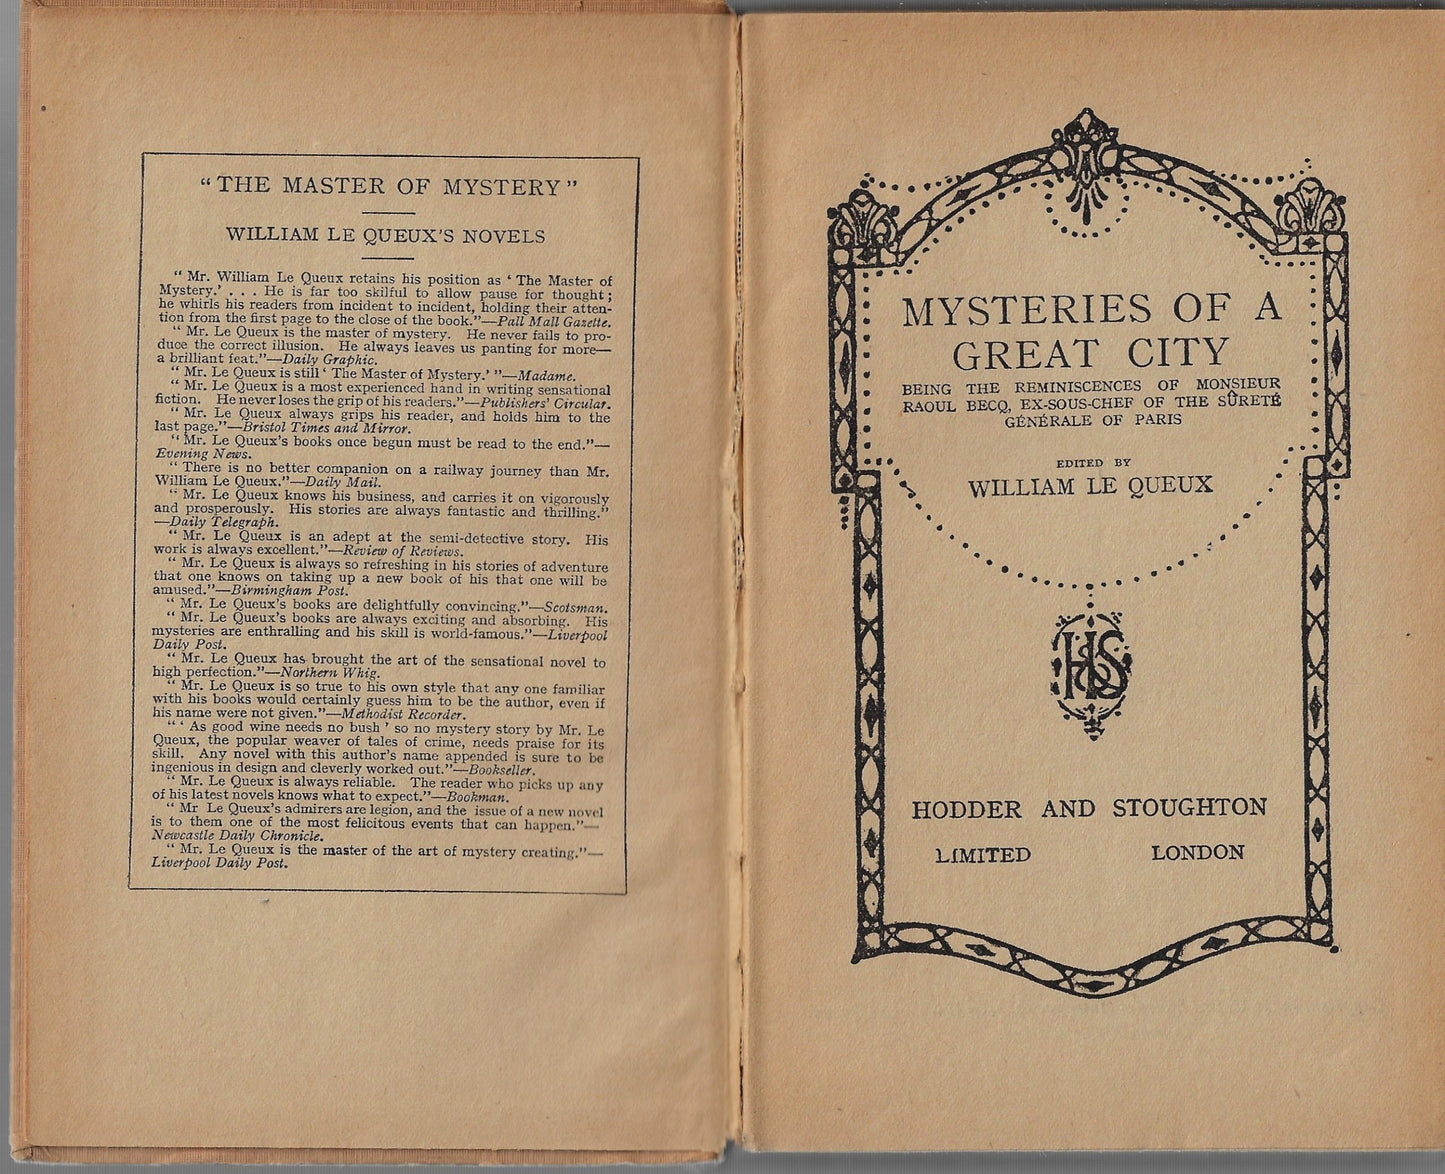 “THE MASTER OF MYSTERY”
WILLIAM LE QUEUX’S NOVELS
“ Mr. William Le Queux retains his position as ‘ The Master of
Mystery.’ . . . He is far too skilful to allow pause for thought ;
he whirls his readers from incident to incident, holding their atten-
tion from the first page to the close of the book.”—Pall Mall Gazette.
“ Mr. Le Queux is the master of mystery. He never fails to pro-
duce the correct illusion. He always leaves us panting for more—
a brilliant feat.”—Daily Graphic.
“ Mr. Le Queux is still ‘ The Master of Mystery.’ ”—Madame.
“ Mr. Le Queux is a most experienced hand in writing sensational
fiction. He never loses the grip of his readers.”—Publishers’ Circular.
“ Mr. Le Queux always grips his reader, and holds him to the
last page.”—Bristol Times and Mirror.
“ Mr. Le Queux’s books once begun must be read to the end.”—
Evening News.
“ There is no better companion on a railway journey than Mr.
William Le Queux.”—Daily Mail.
“ Mr. Le Queux knows his business, and carries it on vigorously
and prosperously. His stories are always fantastic and thrilling.”
—Daily Telegraph.
“ Mr. Le Queux is an adept at the semi-detective story. His
work is always excellent.”—Review of Reviews.
“ Mr. Le Queux is always so refreshing in his stories of adventure
that one knows on taking up a new book of his that one will be
amused.”—Birmingham Post.
“ Mr. Le Queux’s books are delightfully convincing.”—Scotsman.
“ Mr. Le Queux’s books are always exciting and absorbing. His
mysteries are enthralling and his skill is world-famous.”—Liverpool
Daily Post.
“ Mr. Le Queux has brought the art of the sensational novel to
high perfection.”—Northern Whig.
“ Mr. Le Queux is so true to his own style that any one familiar
with his books would certainly guess him to be the author, even if
his name were not given.”—Methodist Recorder.
“ ‘ As good wine needs no bush ’ so no mystery story by Mr. Le
Queux, the popular weaver of tales of crime, needs praise for its
skill. Any novel with this author’s name appended is sure to be
ingenious in design and cleverly worked out.”—Bookseller.
“ Mr. Le Queux is always reliable. The reader who picks up any
of his latest novels knows what to expect.”—Bookman.
“ Mr Le Queux’s admirers are legion, and the issue of a new novel
is to them one of the most felicitous events that can happen.”—
Newcastle Daily Chronicle.
“ Mr. Le Queux is the master of the art of mystery creating.”—
Liverpool Daily Post.
MYSTERIES OF A
GREAT CITY
BEING THE REMINISCENCES OF MONSIEUR
RAOUL BECQ, EX-SOUS-CHEF OF THE SÛRETÉ
GÉNÉRALE OF PARIS
EDITED BY
WILLIAM LE QUEUX
H&S
HODDER AND STOUGHTON
LIMITED LONDON